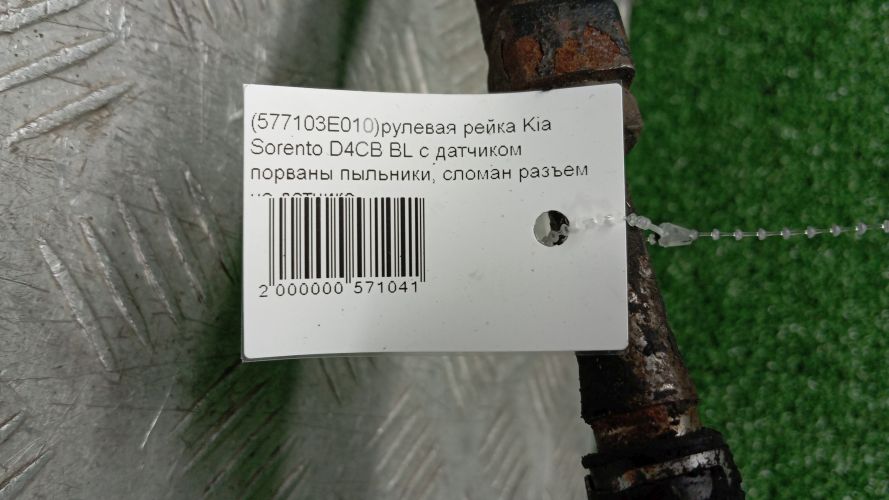 (577103E010)рулевая рейка Kia
Sorento D4CB BL с датчиком
порваны пыльники, сломан разъем
2 000000 571041